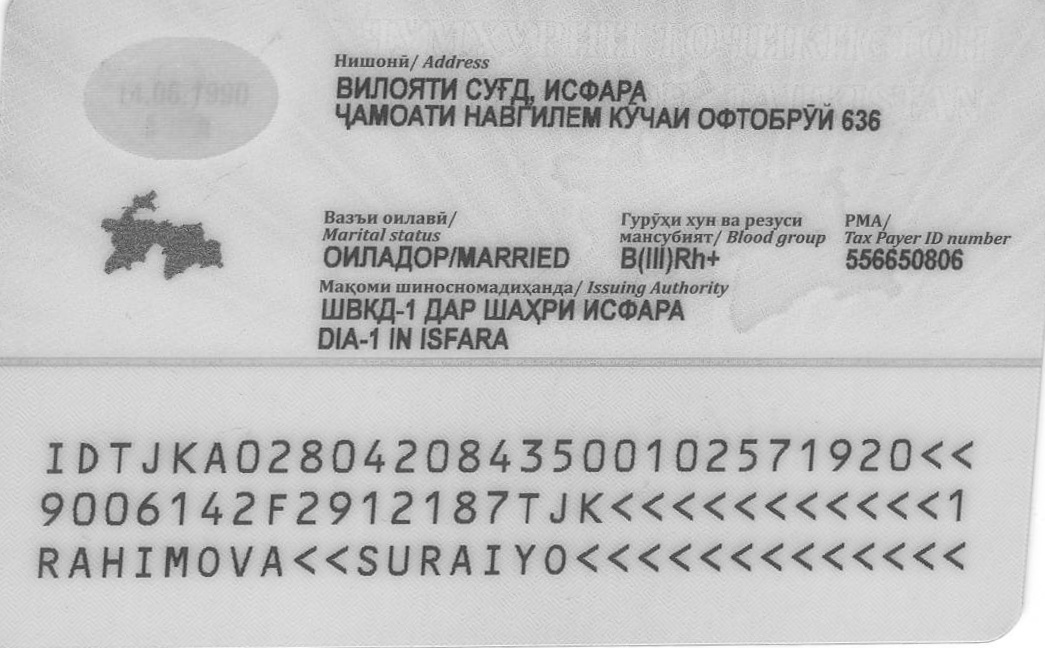 14.06.1990
Нишонӣ/ Address
ВИЛОЯТИ СУҒД, ИСФАРА
ҶАМОАТИ НАВГИЛЕМ КӮЧАИ ОФТОБРӮЙ 636
Вазъи оилавӣ/
Marital status
ОИЛАДОР/MARRIED
Гурӯҳи хун ва резуси
мансубият/ Blood group
B(III)Rh+
РМА/
Tax Payer ID number
556650806
Мақоми шиносномадиҳанда/ Issuing Authority
ШВКД-1 ДАР ШАҲРИ ИСФАРА
DIA-1 IN ISFARA
IDTJKA0280420843500102571920<<
9006142F2912187TJK<<<<<<<<<<<1
RAHIMOVA<<SURAIYO<<<<<<<<<<<<<